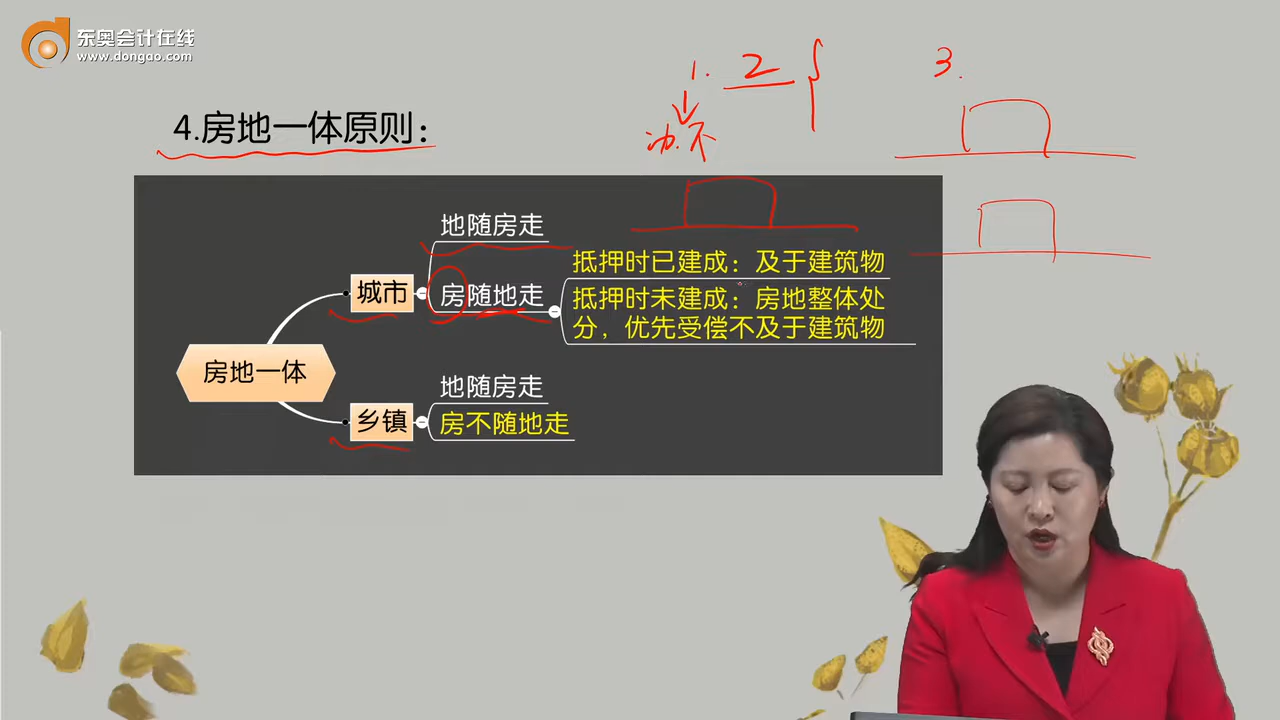 东奥会计在线
www.dongao.com
1. 2
3.
动.不
4.房地一体原则：
地随房走
城市
房随地走
抵押时已建成：及于建筑物
抵押时未建成：房地整体处
分，优先受偿不及于建筑物
房地一体
地随房走
乡镇
房不随地走